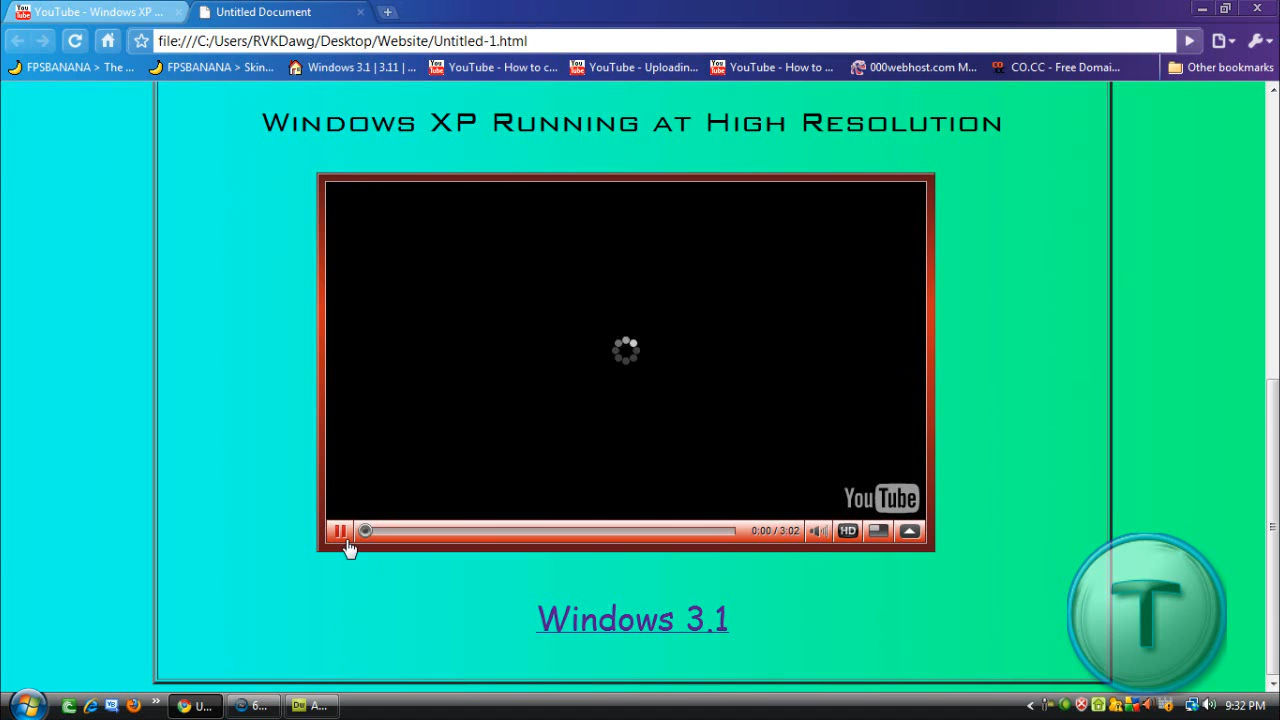 YouTube - Windows XP ...
Untitled Document
file:///C:/Users/RVKDawg/Desktop/Website/Untitled-1.html
FPSBANANA > The ...
FPSBANANA > Skin...
Windows 3.1 | 3.11 | ...
YouTube - How to c...
YouTube - Uploadin...
YouTube - How to ...
000webhost.com M...
CO.CC - Free Domai...
Other bookmarks
Windows XP Running at High Resolution
YouTube
0:00 / 3:02
HD
Windows 3.1
T
U...
6...
Dw
A...
9:32 PM